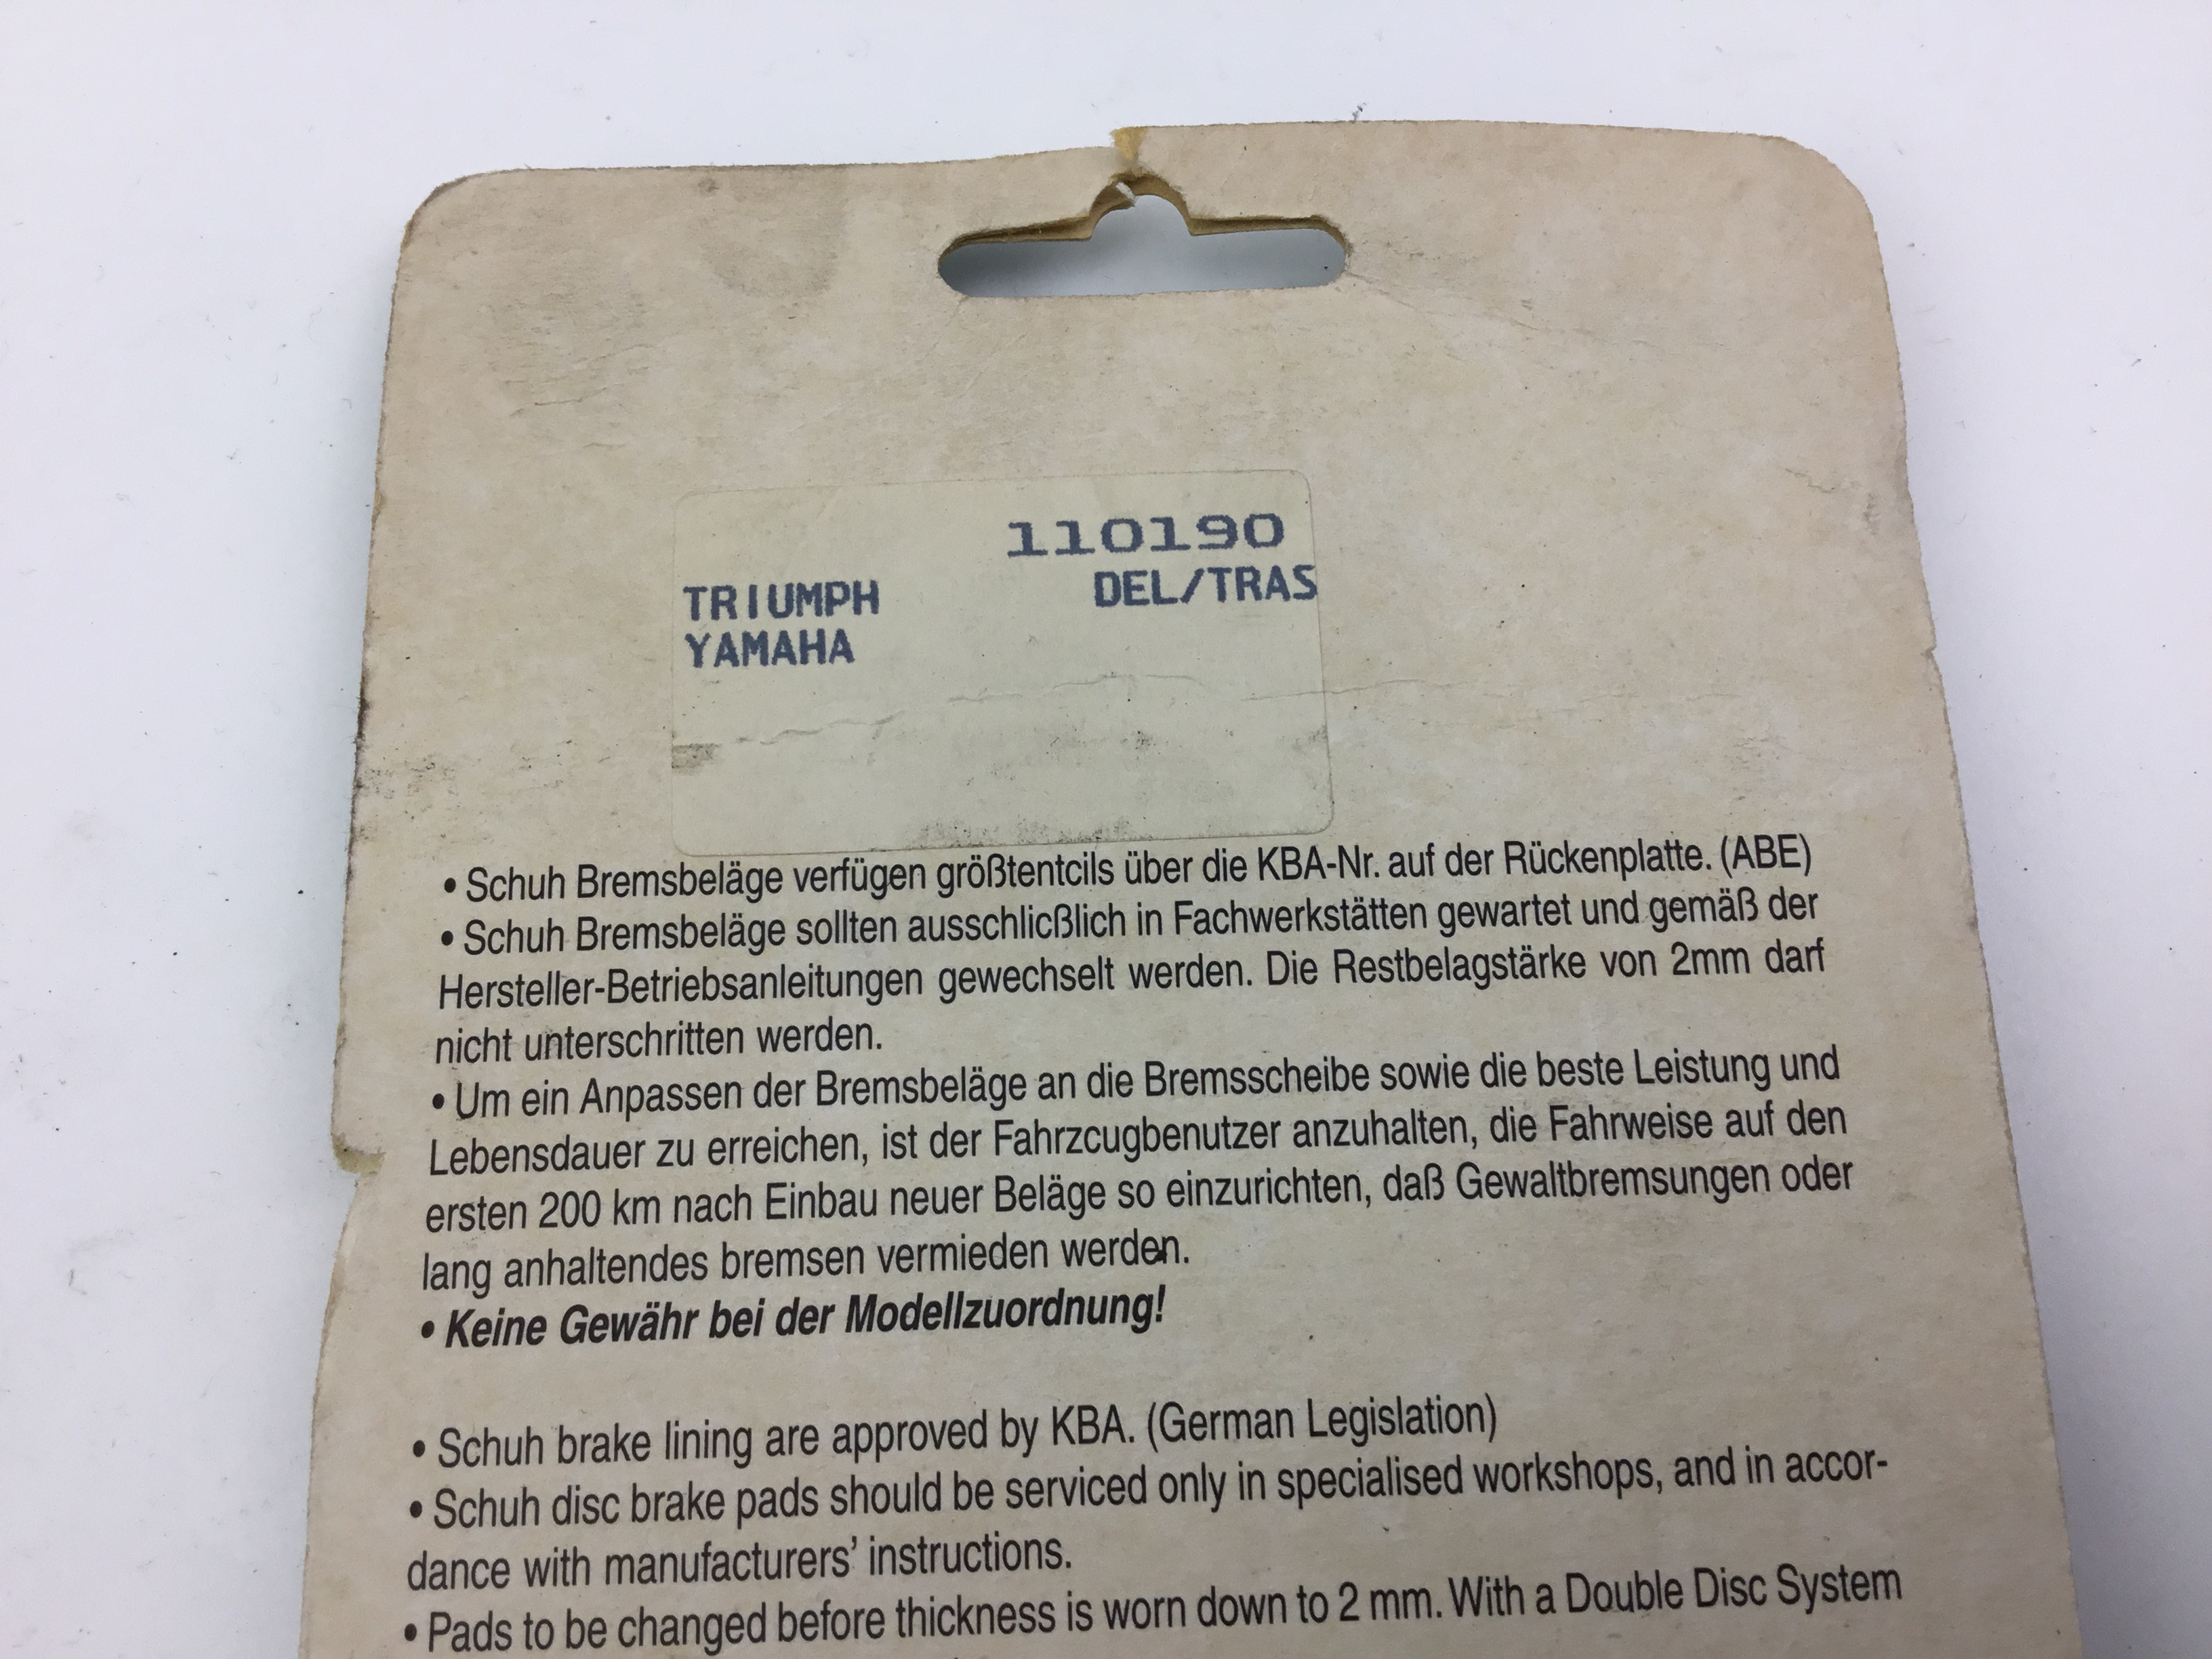 110190
TRIUMPH DEL/TRAS
YAMAHA
• Schuh Bremsbeläge verfügen größtentcils über die KBA-Nr. auf der Rückenplatte. (ABE)
• Schuh Bremsbeläge sollten ausschlicßlich in Fachwerkstätten gewartet und gemäß der
Hersteller-Betriebsanleitungen gewechselt werden. Die Restbelagstärke von 2mm darf
nicht unterschritten werden.
• Um ein Anpassen der Bremsbeläge an die Bremsscheibe sowie die beste Leistung und
Lebensdauer zu erreichen, ist der Fahrzcugbenutzer anzuhalten, die Fahrweise auf den
ersten 200 km nach Einbau neuer Beläge so einzurichten, daß Gewaltbremsungen oder
lang anhaltendes bremsen vermieden werden.
• Keine Gewähr bei der Modellzuordnung!
• Schuh brake lining are approved by KBA. (German Legislation)
• Schuh disc brake pads should be serviced only in specialised workshops, and in accor-
dance with manufacturers' instructions.
• Pads to be changed before thickness is worn down to 2 mm. With a Double Disc System